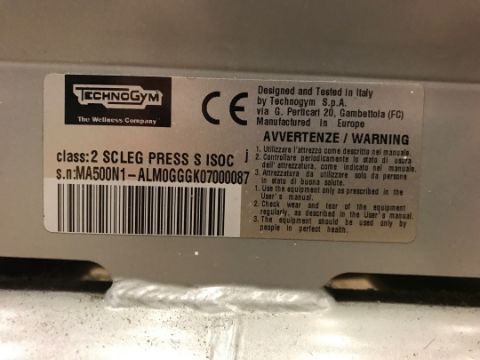 TECHNOGYM
The Wellness Company
CE
Designed and Tested in Italy
by Technogym S.p.A.
via G. Perticari 20, Gambettola (FC)
Manufactured in Europe
class:2 SCLEG PRESS S ISOC j
s.n:MA500N1-ALM0GGGK07000087
AVVERTENZE / WARNING
1. Utilizzare l'attrezzo come descritto nel manuale.
2. Controllare periodicamente lo stato di usura
dell'attrezzatura, come indicato nel manuale.
3. Attrezzatura da utilizzare solo da persone
in stato di buona salute.
1. Use the equipment only as prescribed in the
User's manual.
2. Check wear and tear of the equipment
regularly, as described in the User's manual.
3. The equipment should be used only by
people in perfect health.